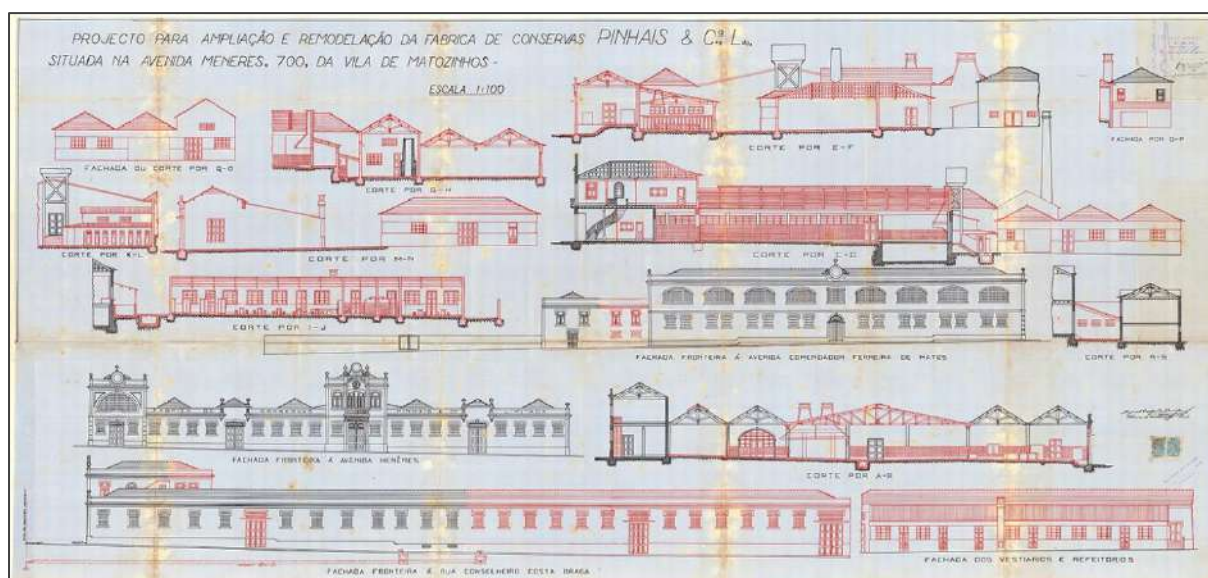 PROJECTO PARA AMPLIAÇÃO E REMODELAÇÃO DA FABRICA DE CONSERVAS PINHAIS & Cª L.da,
SITUADA NA AVENIDA MENERES, 700, DA VILA DE MATOZINHOS -
ESCALA 1:100
CORTE POR E-F
FACHADA POR O-P
FACHADA OU CORTE POR
CORTE POR G-H
CORTE POR K-L
CORTE POR M-N
CORTE POR C-D
CORTE POR I-J
FACHADA FRONTEIRA Á AVENIDA COMENDADOR FERREIRA DE MATOS
CORTE POR R-S
FACHADA FRONTEIRA Á AVENIDA MENÉRES
CORTE POR A-B
FACHADA FRONTEIRA Á RUA CONSELHEIRO COSTA BRAGA
FACHADA DOS VESTIARIOS E REFEITORIOS